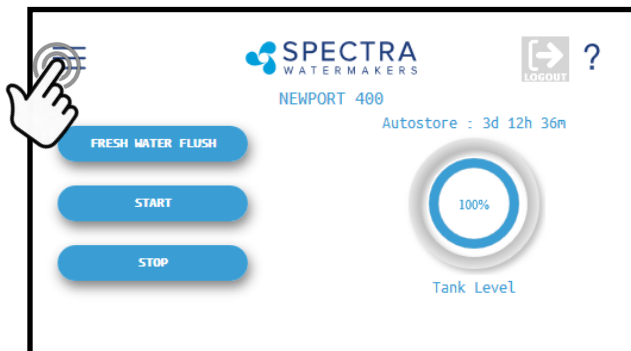 SPECTRA
WATERMAKERS
LOGOUT
?
NEWPORT 400
Autostore : 3d 12h 36m
FRESH WATER FLUSH
START
STOP
100%
Tank Level